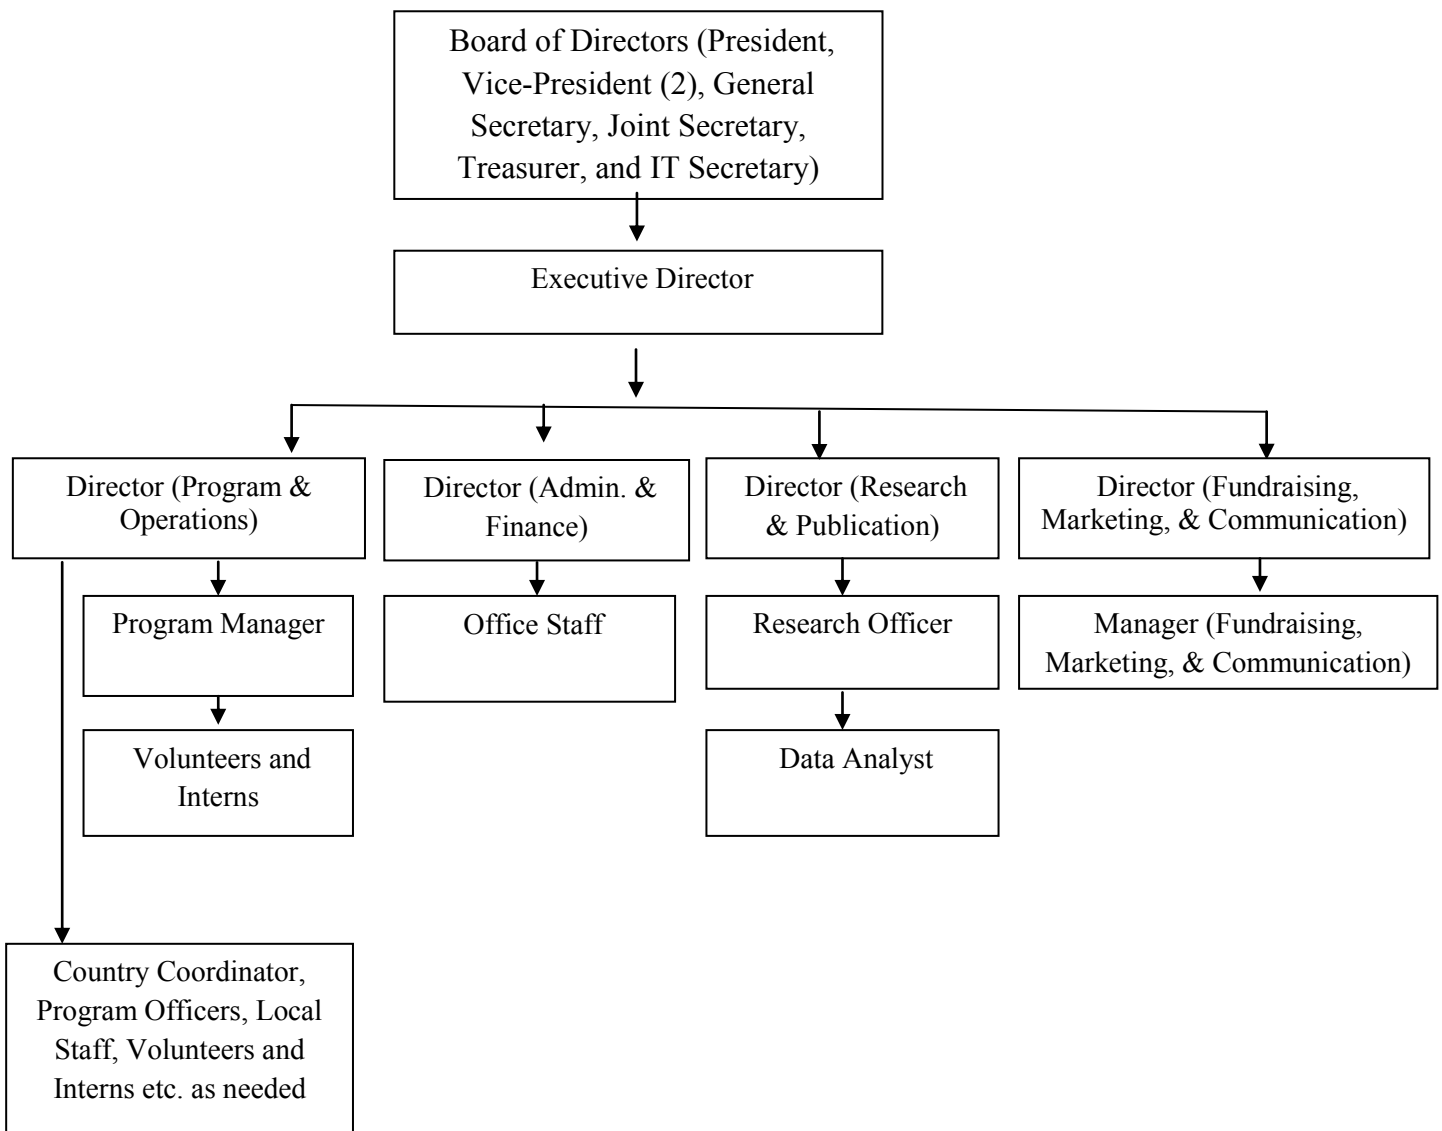 Board of Directors (President,
Vice-President (2), General
Secretary, Joint Secretary,
Treasurer, and IT Secretary)
Executive Director
Director (Program &
Operations)
Director (Admin. &
Finance)
Director (Research
& Publication)
Director (Fundraising,
Marketing, & Communication)
Program Manager
Office Staff
Research Officer
Manager (Fundraising,
Marketing, & Communication)
Volunteers and
Interns
Data Analyst
Country Coordinator,
Program Officers, Local
Staff, Volunteers and
Interns etc. as needed